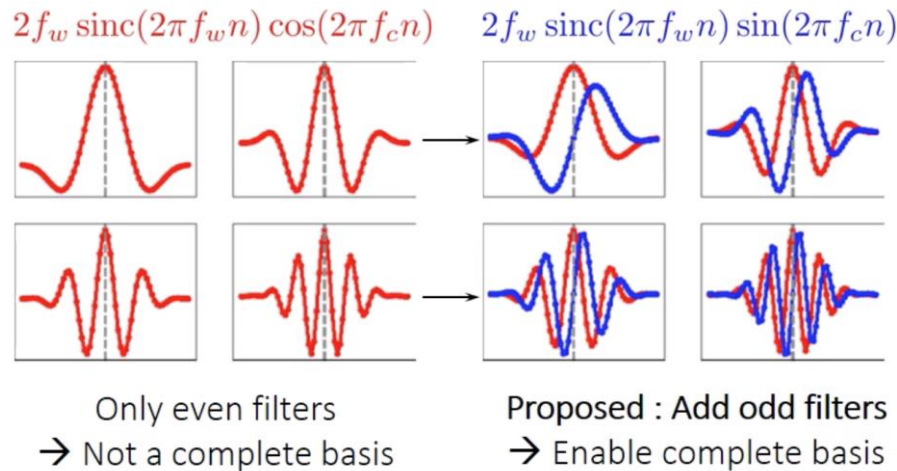 2f_w sinc(2πf_w n) cos(2πf_c n)
2f_w sinc(2πf_w n) sin(2πf_c n)
Only even filters
→ Not a complete basis
Proposed : Add odd filters
→ Enable complete basis